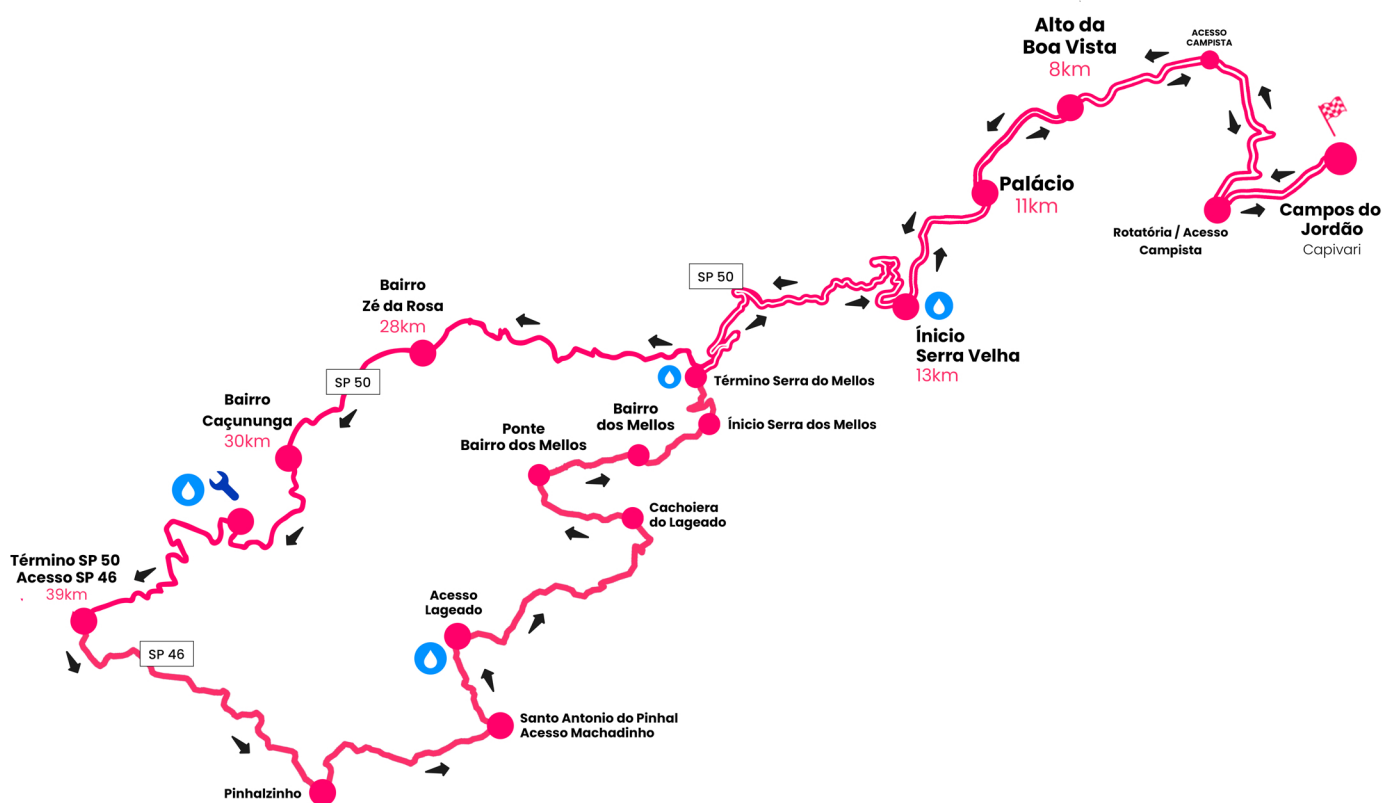 Alto da
Boa Vista
8km
ACESSO
CAMPISTA
Palácio
11km
Campos do
Jordão
Capivari
Rotatória / Acesso
Campista
SP 50
Bairro
Zé da Rosa
28km
Ínicio
Serra Velha
13km
SP 50
Término Serra do Mellos
Bairro
Caçununga
30km
Bairro
dos Mellos
Ínicio Serra dos Mellos
Ponte
Bairro dos Mellos
Cachoiera
do Lageado
Término SP 50
Acesso SP 46
39km
Acesso
Lageado
SP 46
Santo Antonio do Pinhal
Acesso Machadinho
Pinhalzinho